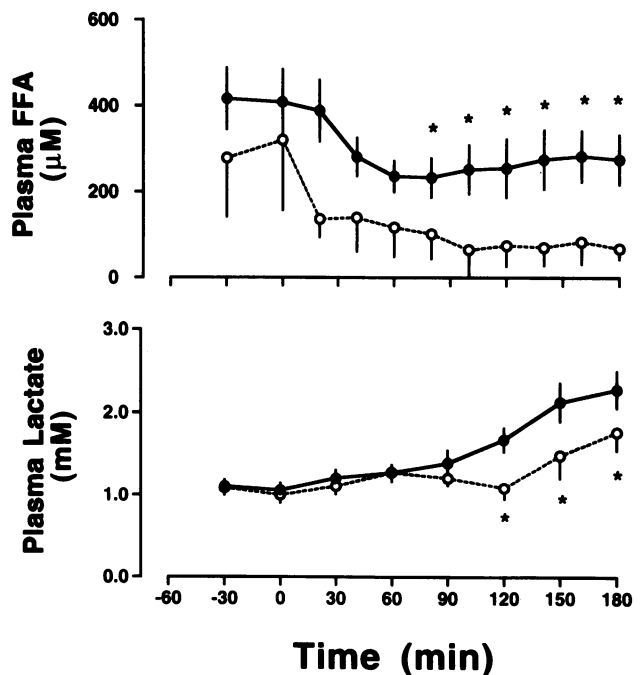 Plasma FFA
(μM)
600
400
200
0
* * * * * *
Plasma Lactate
(mM)
3.0
2.0
1.0
0.0
* * *
-60 -30 0 30 60 90 120 150 180
Time (min)